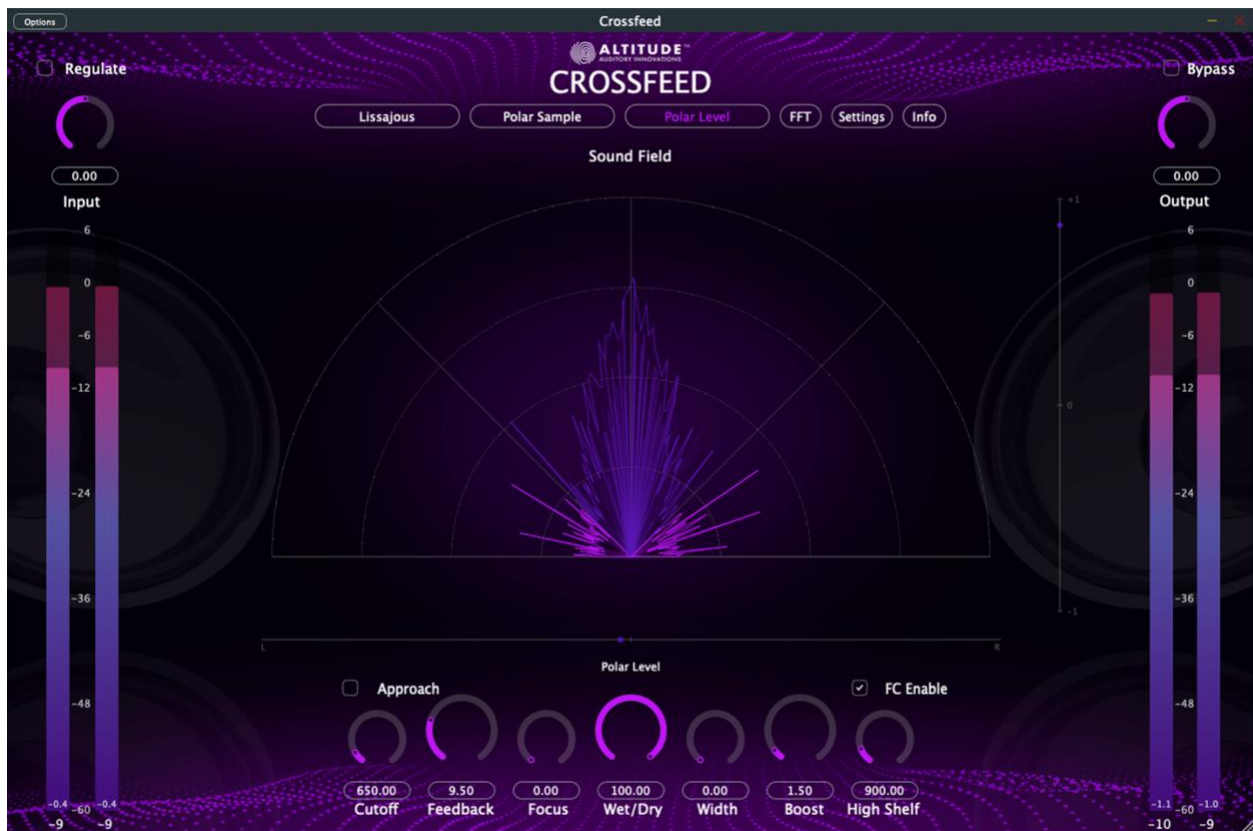 Options
Crossfeed
ALTITUDE™
AUDITORY INNOVATIONS
CROSSFEED
Regulate
Bypass
Lissajous Polar Sample Polar Level FFT Settings Info
Sound Field
0.00
Input
6
0
-6
-12
-24
-36
-48
-60
-0.4 -0.4
-9 -9
+1
0
-1
L R
0.00
Output
6
0
-6
-12
-24
-36
-48
-60
-1.1 -1.0
-10 -9
Polar Level
Approach
FC Enable
650.00 9.50 0.00 100.00 0.00 1.50 900.00
Cutoff Feedback Focus Wet/Dry Width Boost High Shelf